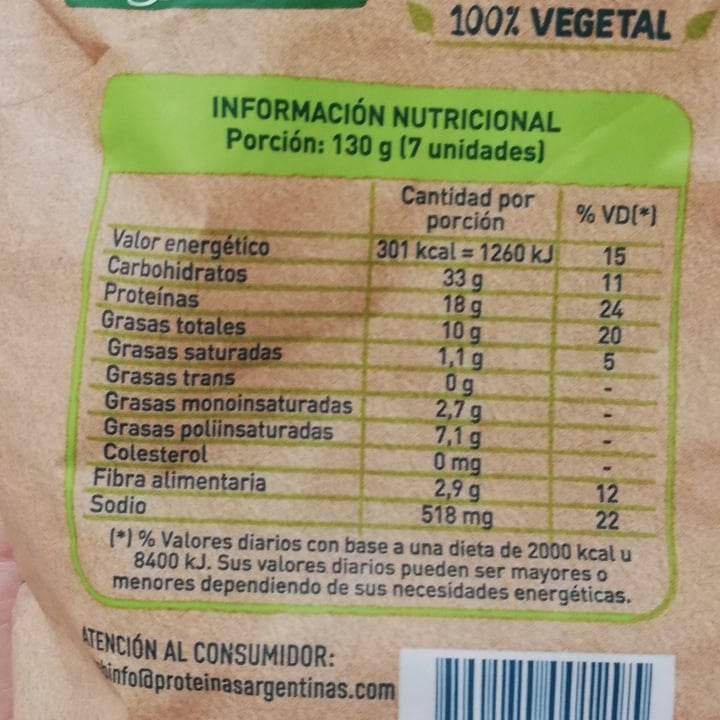 100% VEGETAL
INFORMACIÓN NUTRICIONAL
Porción: 130 g (7 unidades)
Cantidad por porción % VD(*)
Valor energético 301 kcal = 1260 kJ 15
Carbohidratos 33 g 11
Proteínas 18 g 24
Grasas totales 10 g 20
Grasas saturadas 1,1 g 5
Grasas trans 0 g -
Grasas monoinsaturadas 2,7 g -
Grasas poliinsaturadas 7,1 g -
Colesterol 0 mg -
Fibra alimentaria 2,9 g 12
Sodio 518 mg 22
(*) % Valores diarios con base a una dieta de 2000 kcal u
8400 kJ. Sus valores diarios pueden ser mayores o
menores dependiendo de sus necesidades energéticas.
ATENCIÓN AL CONSUMIDOR:
info@proteinasargentinas.com